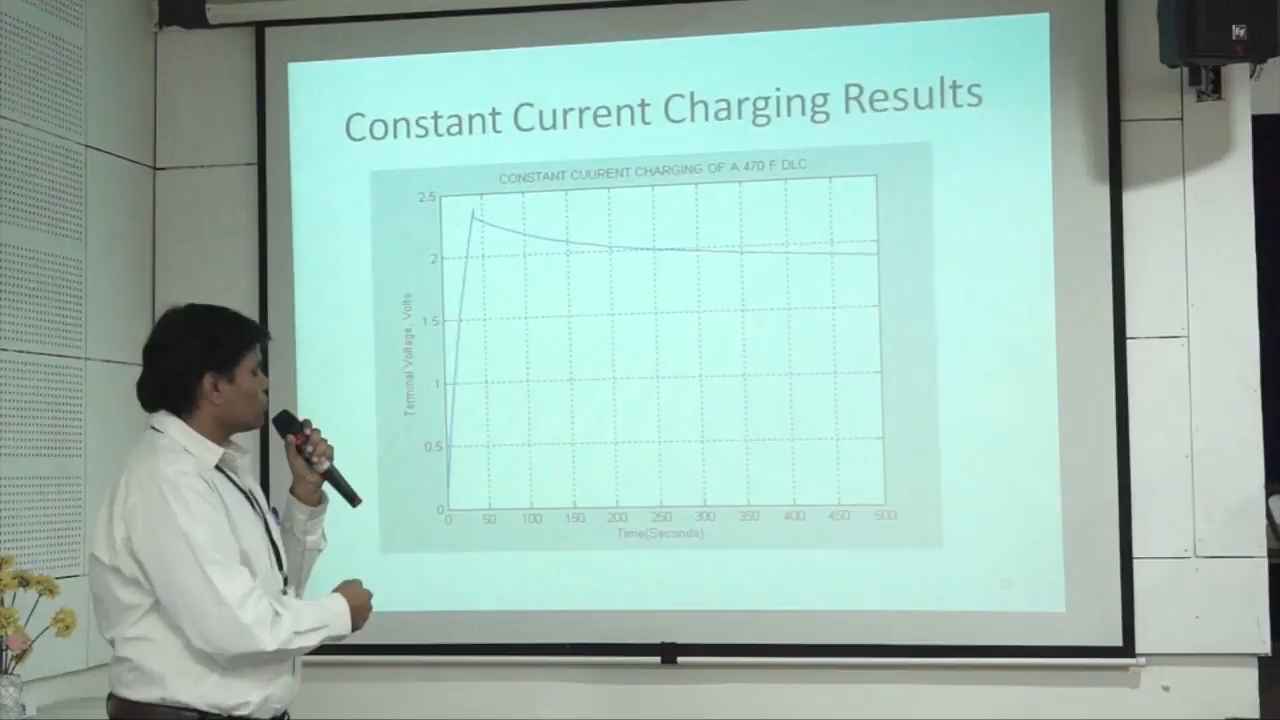 Constant Current Charging Results
CONSTANT CUURENT CHARGING OF A 470 F DLC
2.5
2
1.5
1
0.5
0
Terminal Voltage, Volts
0 50 100 150 200 250 300 350 400 450 500
Time(Seconds)
EV